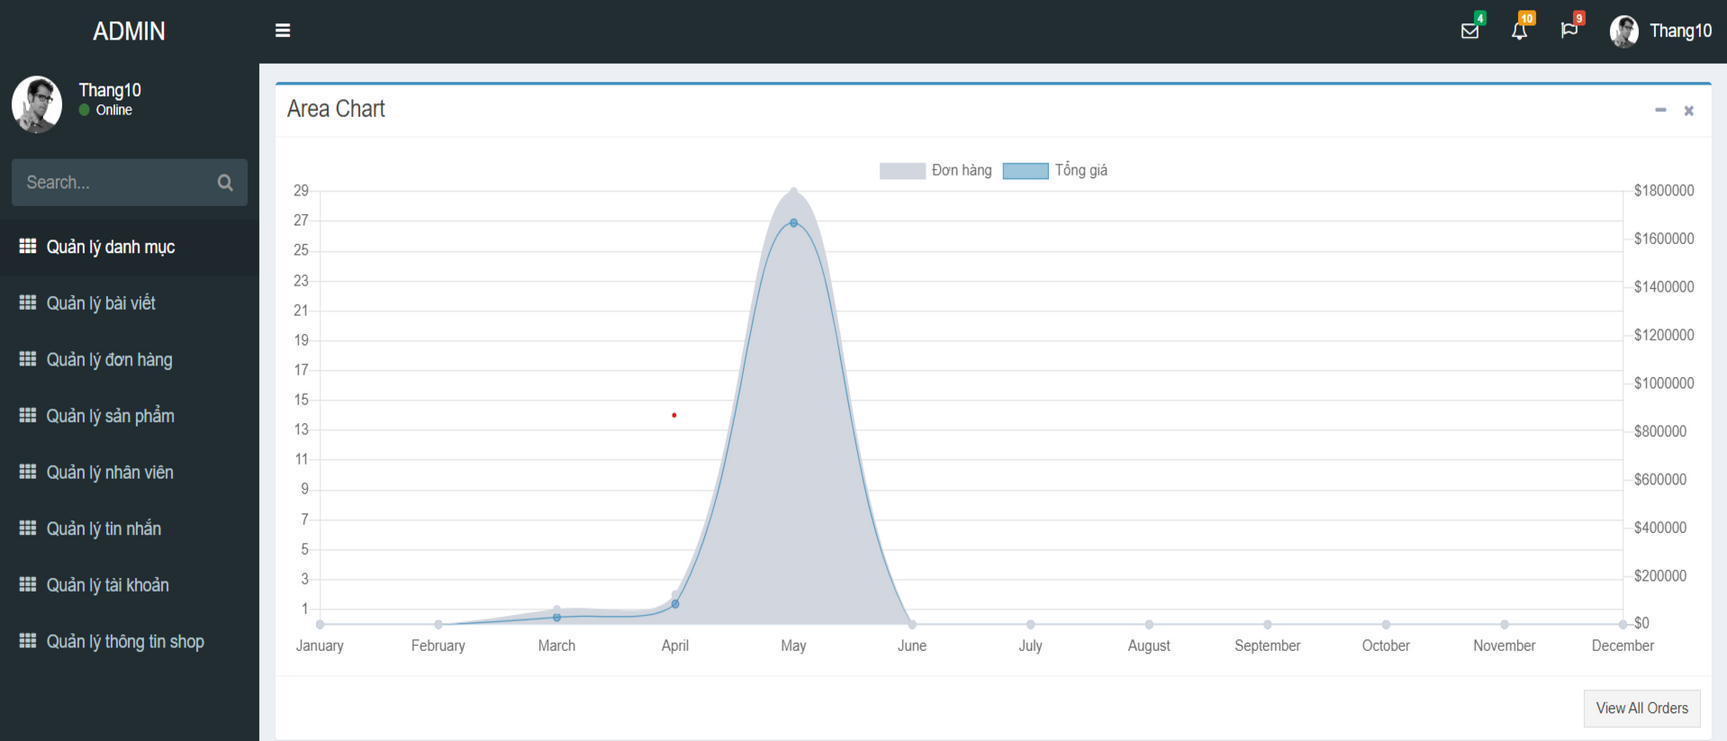 ADMIN
4
10
9
Thang10
Thang10
Online
Search...
Quản lý danh mục
Quản lý bài viết
Quản lý đơn hàng
Quản lý sản phẩm
Quản lý nhân viên
Quản lý tin nhắn
Quản lý tài khoản
Quản lý thông tin shop
Area Chart
Đơn hàng
Tổng giá
29
27
25
23
21
19
17
15
13
11
9
7
5
3
1
$1800000
$1600000
$1400000
$1200000
$1000000
$800000
$600000
$400000
$200000
$0
January February March April May June July August September October November December
View All Orders